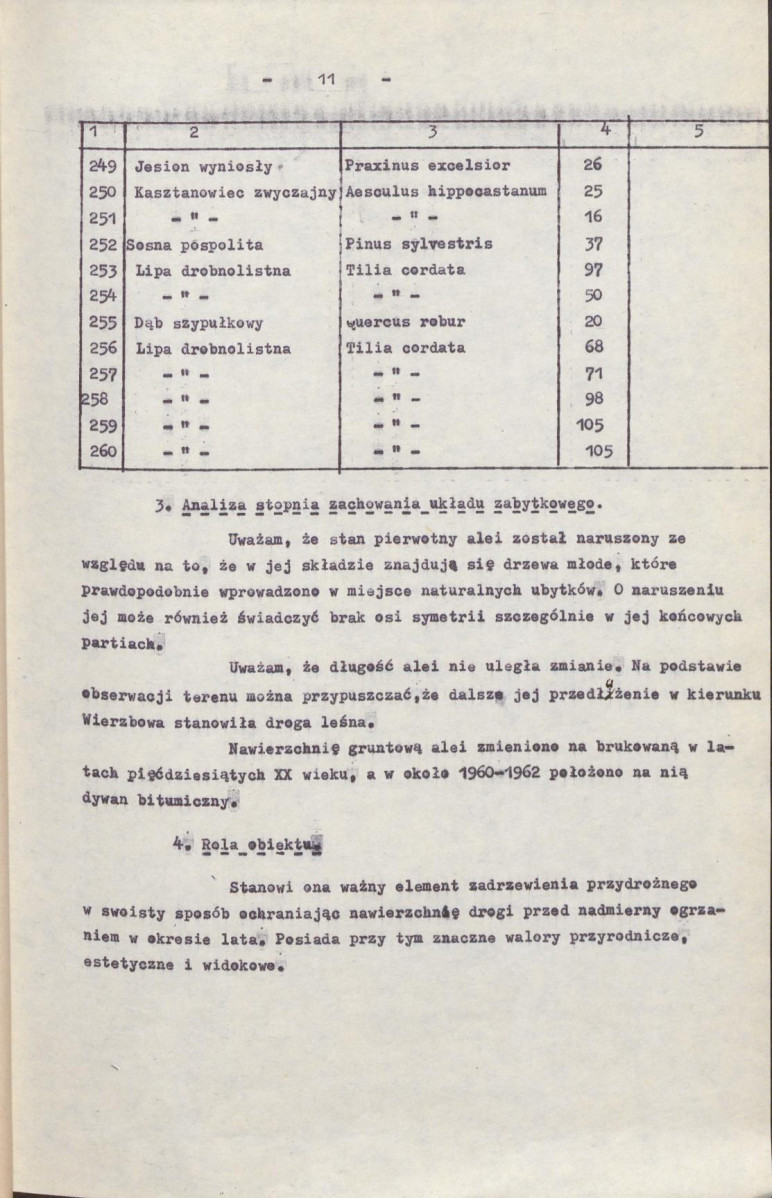 - 11 -
1 2 3 4 5
249 Jesion wyniosły Praxinus excelsior 26
250 Kasztanowiec zwyczajny Aesculus hippocastanum 25
251 - " - - " - 16
252 Sosna pospolita Pinus sylvestris 37
253 Lipa drobnolistna Tilia cordata 97
254 - " - - " - 50
255 Dąb szypułkowy quercus robur 20
256 Lipa drobnolistna Tilia cordata 68
257 - " - - " - 71
258 - " - - " - 98
259 - " - - " - 105
260 - " - - " - 105
3. Analiza stopnia zachowania układu zabytkowego.
Uważam, że stan pierwotny alei został naruszony ze
względu na to, że w jej składzie znajdują się drzewa młode, które
prawdopodobnie wprowadzono w miejsce naturalnych ubytków. O naruszeniu
jej może również świadczyć brak osi symetrii szczególnie w jej końcowych
partiach.
Uważam, że długość alei nie uległa zmianie. Na podstawie
obserwacji terenu można przypuszczać,że dalsze jej przedłużenie w kierunku
Wierzbowa stanowiła droga leśna.
Nawierzchnię gruntową alei zmieniono na brukowaną w la-
tach pięćdziesiątych XX wieku, a w około 1960-1962 położono na nią
dywan bitumiczny.
4. Rola obiektu.
Stanowi ona ważny element zadrzewienia przydrożnego
w swoisty sposób ochraniając nawierzchnię drogi przed nadmierny ogrza-
niem w okresie lata. Posiada przy tym znaczne walory przyrodnicze,
estetyczne i widokowe.